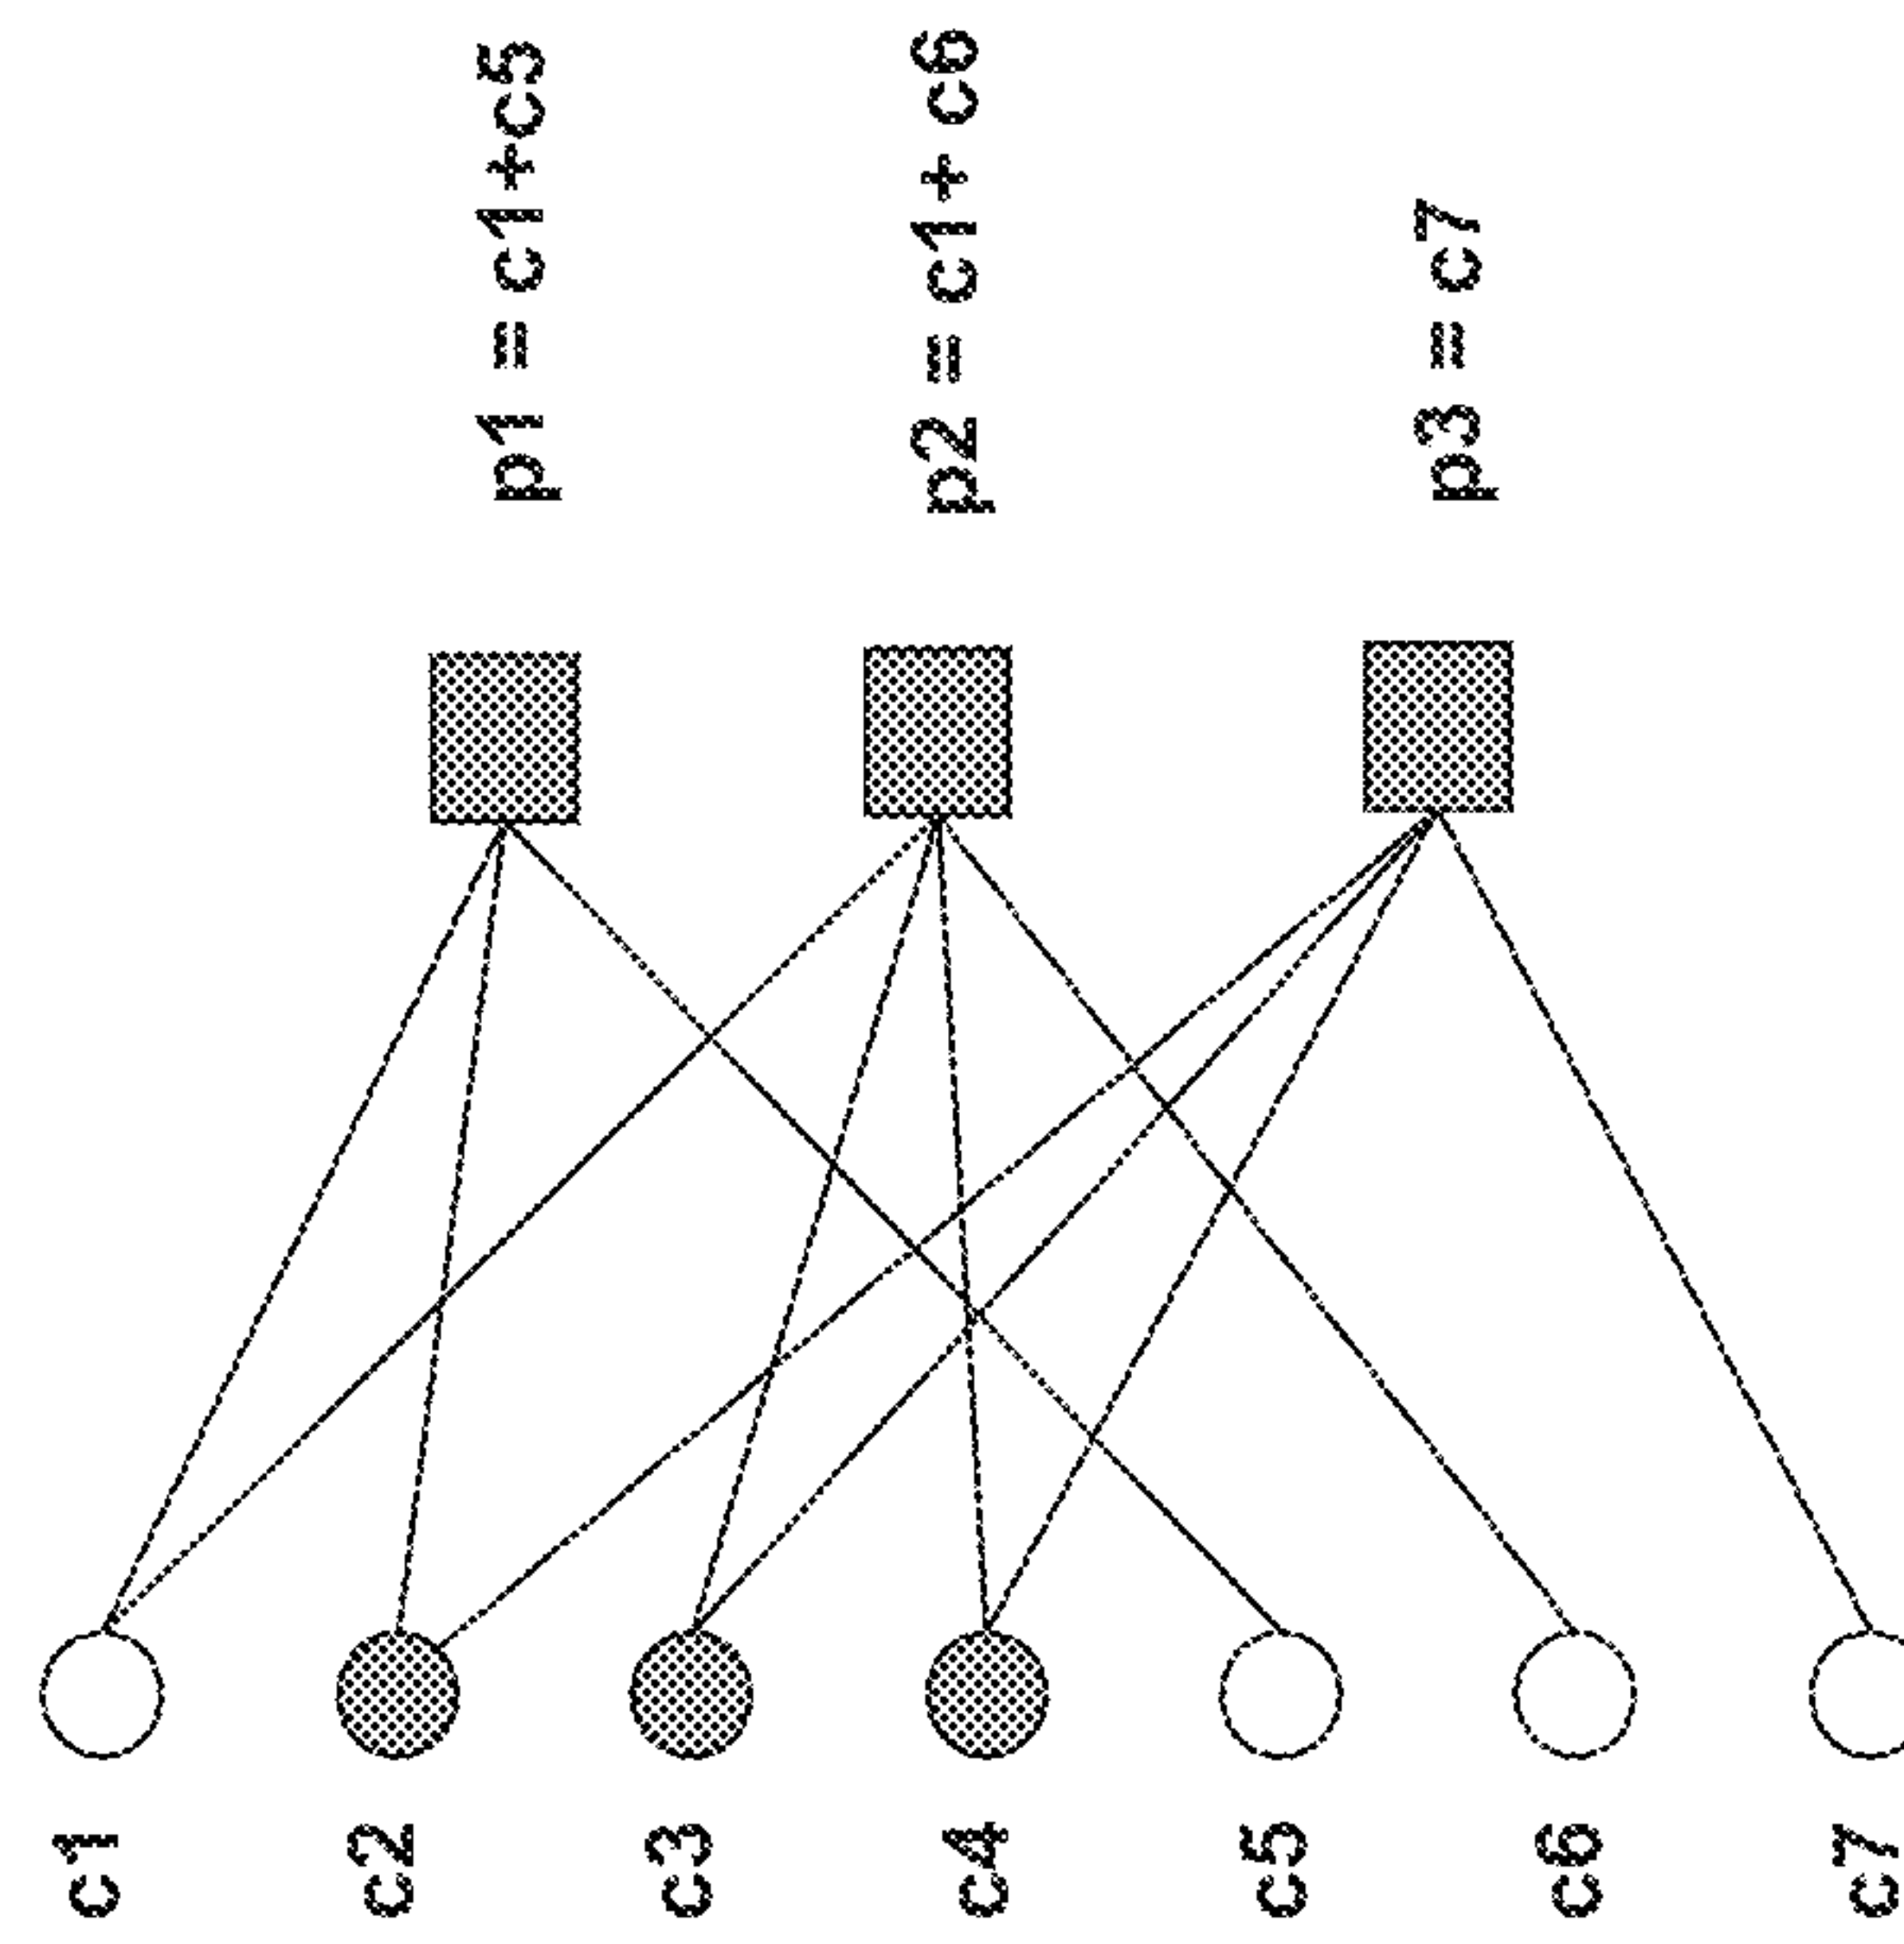 p1 = c1+c5
p2 = c1+ c6
p3 = c7
c1
c2
c3
c4
c5
c6
c7